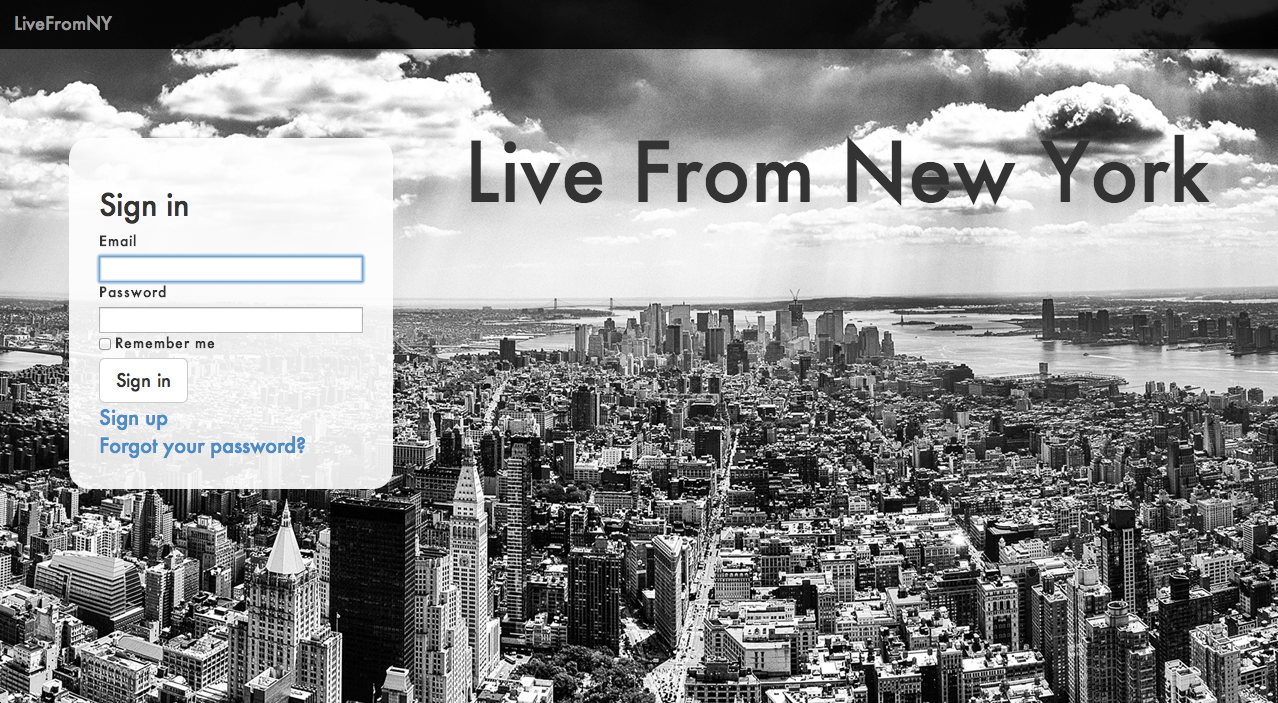 LiveFromNY
Live From New York
Sign in
Email
Password
Remember me
Sign in
Sign up
Forgot your password?